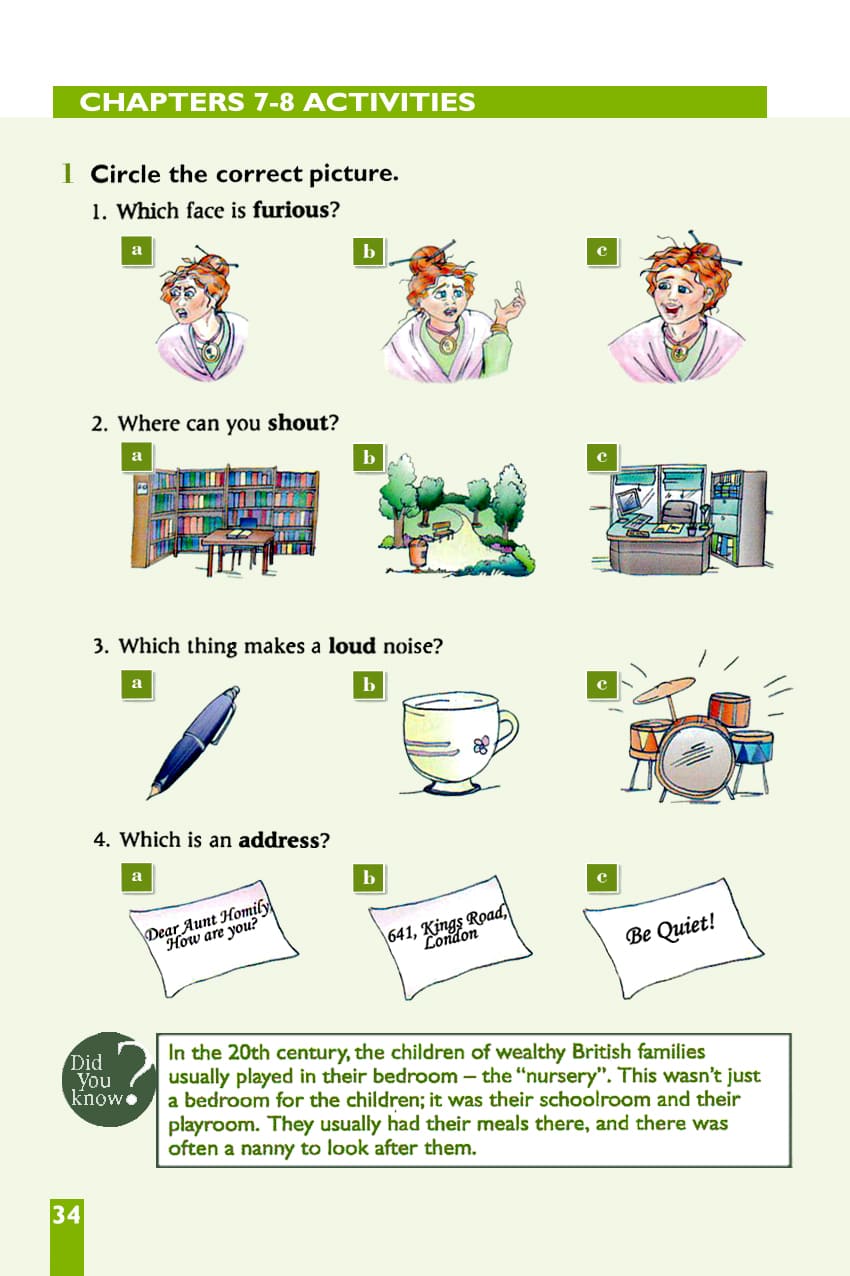 CHAPTERS 7-8 ACTIVITIES
1 Circle the correct picture.
1. Which face is furious?
a b c
2. Where can you shout?
a b c
3. Which thing makes a loud noise?
a b c
4. Which is an address?
a b c
Dear Aunt Homily,
How are you?
641, Kings Road,
London
Be Quiet!
Did
You
know?
In the 20th century, the children of wealthy British families
usually played in their bedroom – the “nursery”. This wasn’t just
a bedroom for the children; it was their schoolroom and their
playroom. They usually had their meals there, and there was
often a nanny to look after them.
34